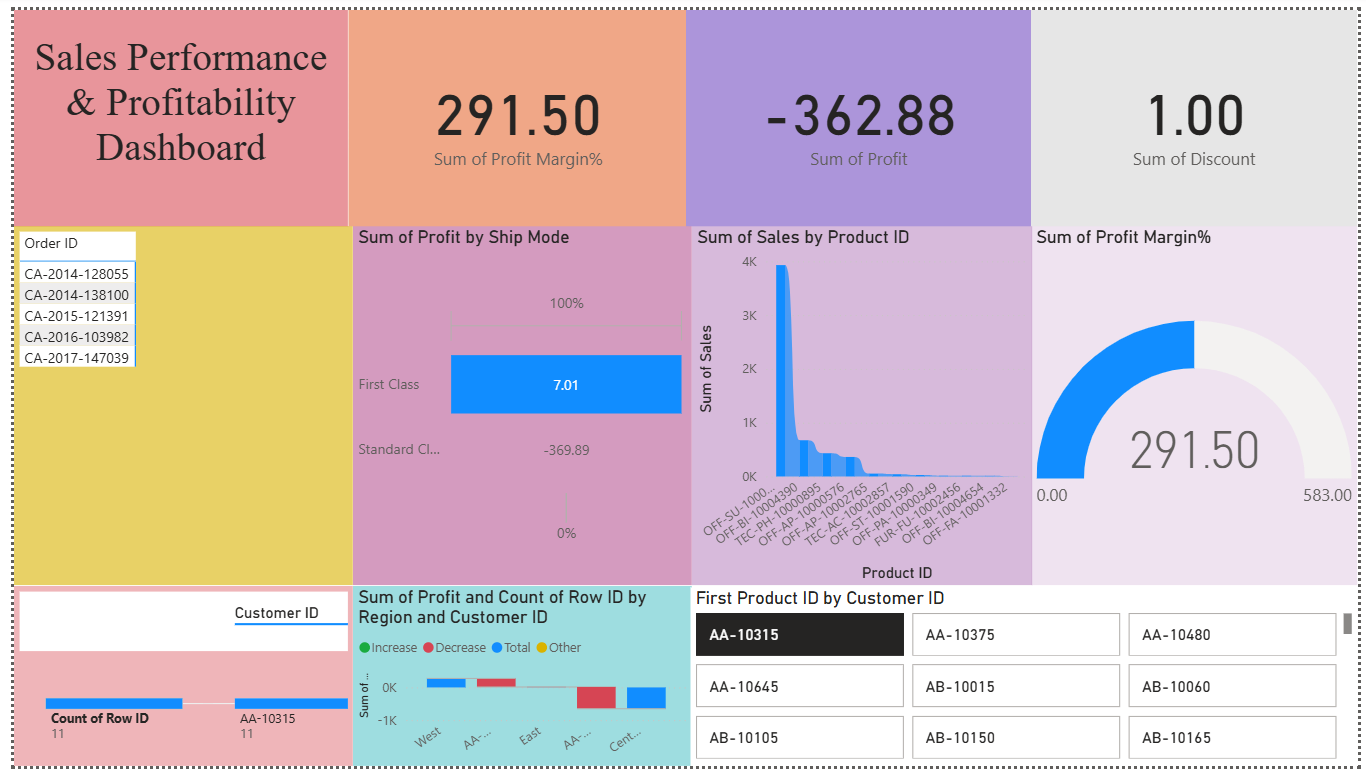 Sales Performance
& Profitability
Dashboard
291.50
Sum of Profit Margin%
-362.88
Sum of Profit
1.00
Sum of Discount
Order ID
CA-2014-128055
CA-2014-138100
CA-2015-121391
CA-2016-103982
CA-2017-147039
Sum of Profit by Ship Mode
100%
First Class
7.01
Standard Cl...
-369.89
0%
Sum of Sales by Product ID
Sum of Sales
4K
3K
2K
1K
0K
OFF-SU-1000...
OFF-BI-10004390
TEC-PH-10000895
OFF-AP-10000576
OFF-AP-10002765
TEC-AC-10002857
OFF-ST-10001590
OFF-PA-10000349
FUR-FU-10002456
OFF-BI-10004654
OFF-FA-10001332
Product ID
Sum of Profit Margin%
291.50
0.00
583.00
Customer ID
Count of Row ID
11
AA-10315
11
Sum of Profit and Count of Row ID by
Region and Customer ID
Increase Decrease Total Other
Sum of ...
0K
-1K
West
AA-...
East
AA-...
Cent...
First Product ID by Customer ID
AA-10315
AA-10375
AA-10480
AA-10645
AB-10015
AB-10060
AB-10105
AB-10150
AB-10165